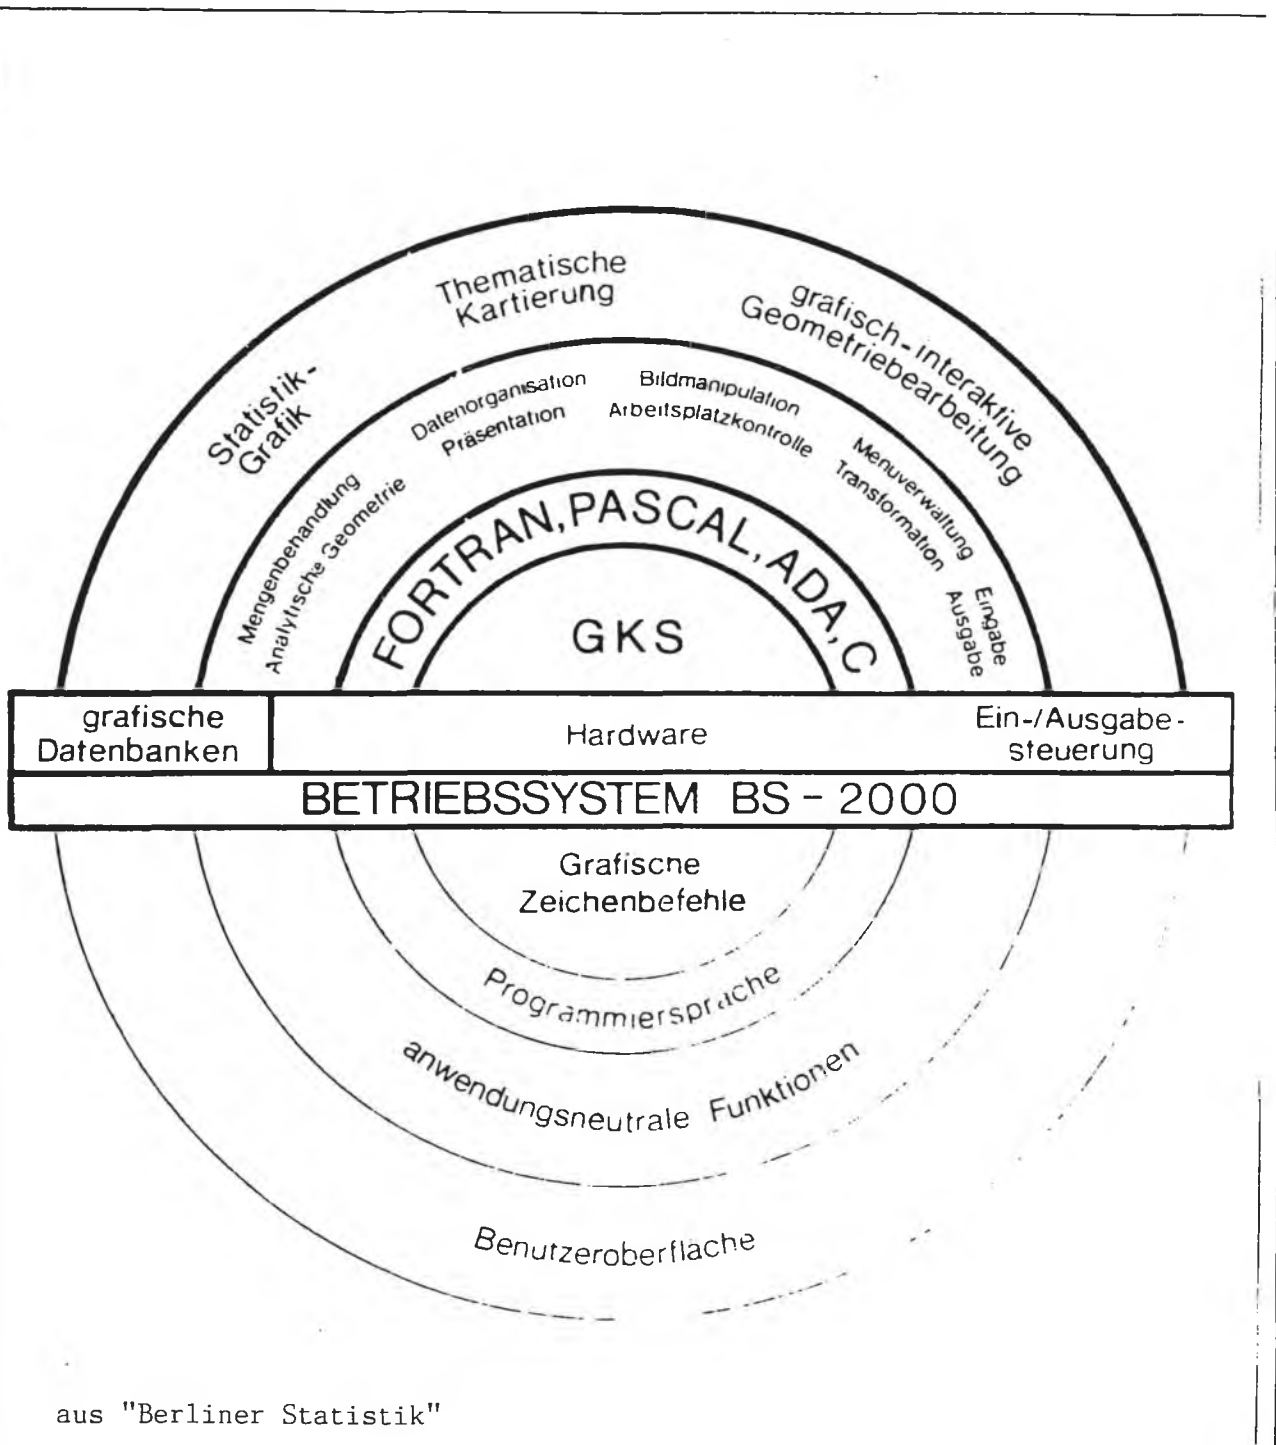 Thematische
Kartierung
grafisch-interaktive
Geometriebearbeitung
Statistik-
Grafik
Datenorganisation
Präsentation
Bildmanipulation
Arbeitsplatzkontrolle
Menuverwaltung
Transformation
Mengenbehandlung
Analytische Geometrie
Eingabe
Ausgabe
FORTRAN, PASCAL, ADA, C
GKS
grafische
Datenbanken
Hardware
Ein-/Ausgabe-
steuerung
BETRIEBSSYSTEM BS-2000
Grafische
Zeichenbefehle
Programmiersprache
anwendungsneutrale Funktionen
Benutzeroberfläche
aus "Berliner Statistik"